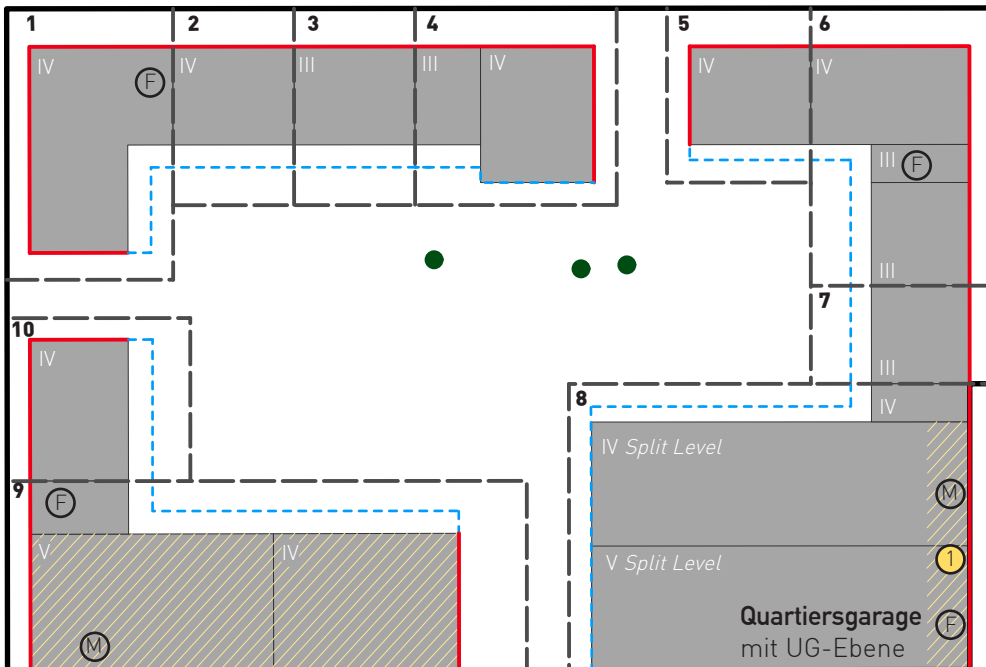 1
2
3
4
5
6
IV
IV
III
III
IV
IV
IV
F
III
F
III
7
10
IV
III
8
IV
IV Split Level
9
F
M
V
IV
V Split Level
1
Quartiersgarage
mit UG-Ebene
F
M